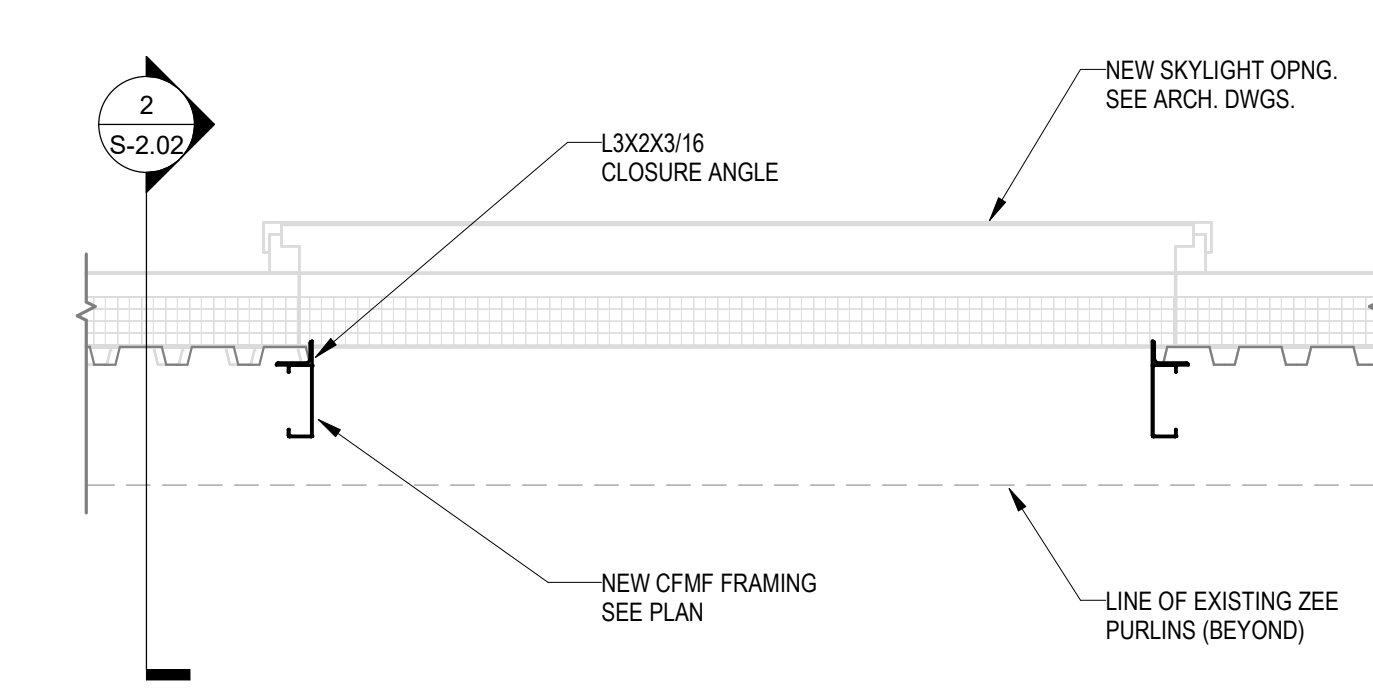 2
S-2.02
L3X2X3/16
CLOSURE ANGLE
NEW SKYLIGHT OPNG.
SEE ARCH. DWGS.
NEW CFMF FRAMING
SEE PLAN
LINE OF EXISTING ZEE
PURLINS (BEYOND)